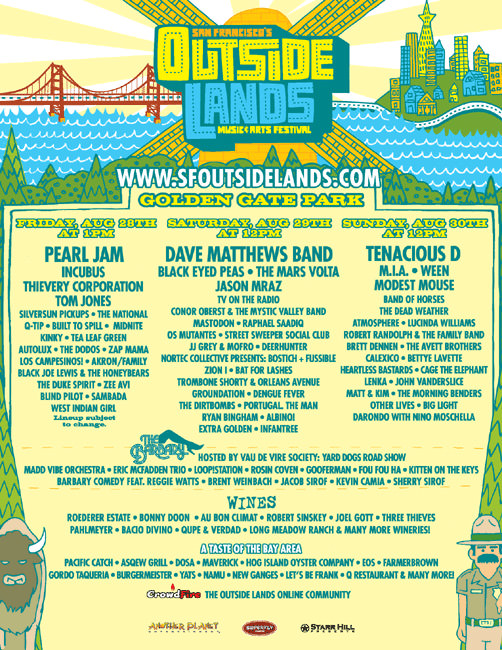 SAN FRANCISCO'S
OUTSIDE
LANDS
MUSIC & ARTS FESTIVAL
WWW.SFOUTSIDELANDS.COM
GOLDEN GATE PARK
FRIDAY, AUG 28TH
AT 1PM
PEARL JAM
INCUBUS
THIEVERY CORPORATION
TOM JONES
SILVERSUN PICKUPS • THE NATIONAL
Q-TIP • BUILT TO SPILL • MIDNITE
KINKY • TEA LEAF GREEN
AUTOLUX • THE DODOS • ZAP MAMA
LOS CAMPESINOS! • AKRON/FAMILY
BLACK JOE LEWIS & THE HONEYBEARS
THE DUKE SPIRIT • ZEE AVI
BLIND PILOT • SAMBADA
WEST INDIAN GIRL
Lineup subject
to change.
SATURDAY, AUG 29TH
AT 12PM
DAVE MATTHEWS BAND
BLACK EYED PEAS • THE MARS VOLTA
JASON MRAZ
TV ON THE RADIO
CONOR OBERST & THE MYSTIC VALLEY BAND
MASTODON • RAPHAEL SAADIQ
OS MUTANTES • STREET SWEEPER SOCIAL CLUB
JJ GREY & MOFRO • DEERHUNTER
NORTEC COLLECTIVE PRESENTS: BOSTICH + FUSSIBLE
ZION I • BAT FOR LASHES
TROMBONE SHORTY & ORLEANS AVENUE
GROUNDATION • DENGUE FEVER
THE DIRTBOMBS • PORTUGAL. THE MAN
RYAN BINGHAM • ALBINO!
EXTRA GOLDEN • INFANTREE
SUNDAY, AUG 30TH
AT 12PM
TENACIOUS D
M.I.A. • WEEN
MODEST MOUSE
BAND OF HORSES
THE DEAD WEATHER
ATMOSPHERE • LUCINDA WILLIAMS
ROBERT RANDOLPH & THE FAMILY BAND
BRETT DENNEN • THE AVETT BROTHERS
CALEXICO • BETTYE LAVETTE
HEARTLESS BASTARDS • CAGE THE ELEPHANT
LENKA • JOHN VANDERSLICE
MATT & KIM • THE MORNING BENDERS
OTHER LIVES • BIG LIGHT
DARONDO WITH NINO MOSCHELLA
THE BARBARY HOSTED BY VAU DE VIRE SOCIETY: YARD DOGS ROAD SHOW
MADD VIBE ORCHESTRA • ERIC MCFADDEN TRIO • LOOPISTATION • ROSIN COVEN • GOOFERMAN • FOU FOU HA • KITTEN ON THE KEYS
BARBARY COMEDY FEAT. REGGIE WATTS • BRENT WEINBACH • JACOB SIROF • KEVIN CAMIA • SHERRY SIROF
WINES
ROEDERER ESTATE • BONNY DOON • AU BON CLIMAT • ROBERT SINSKEY • JOEL GOTT • THREE THIEVES
PAHLMEYER • BACIO DIVINO • QUPE & VERDAD • LONG MEADOW RANCH & MANY MORE WINERIES!
A TASTE OF THE BAY AREA
PACIFIC CATCH • ASQEW GRILL • DOSA • MAVERICK • HOG ISLAND OYSTER COMPANY • EOS • FARMERBROWN
GORDO TAQUERIA • BURGERMEISTER • YATS • NAMU • NEW GANGES • LET'S BE FRANK • Q RESTAURANT & MANY MORE!
CROWDFIRE THE OUTSIDE LANDS ONLINE COMMUNITY
ANOTHER PLANET SUPERFLY STARR HILL